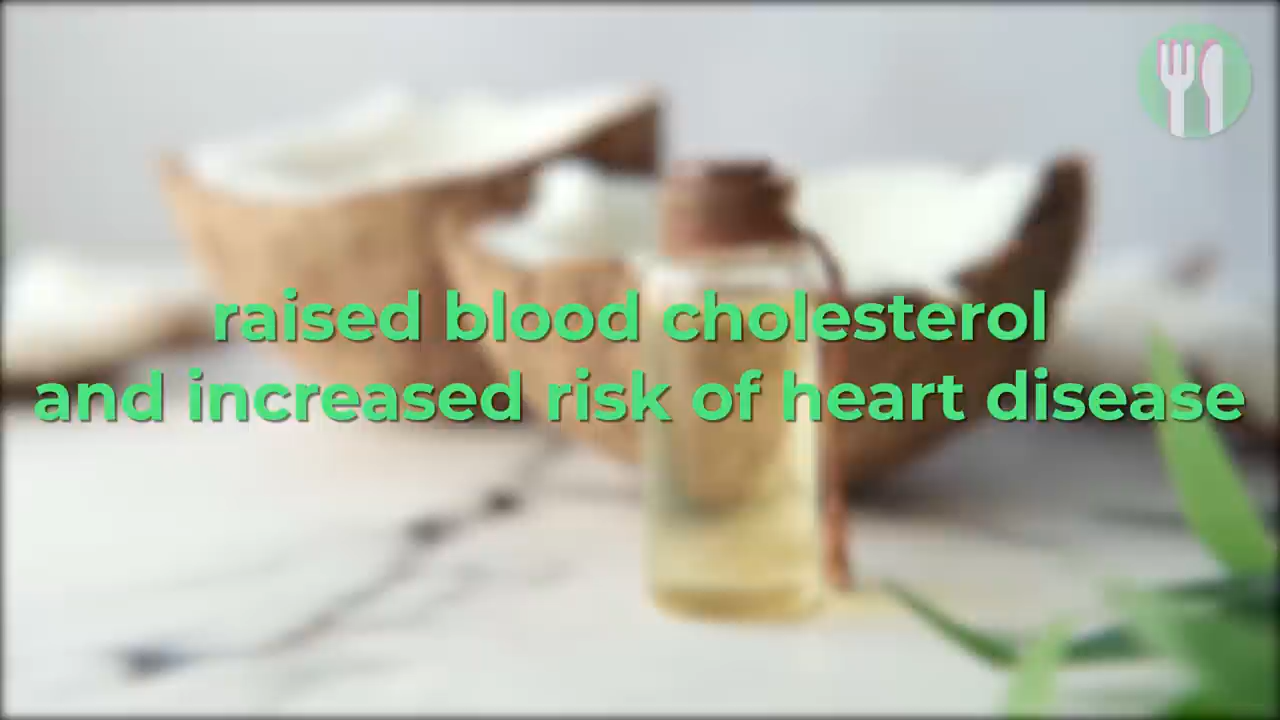 raised blood cholesterol
and increased risk of heart disease